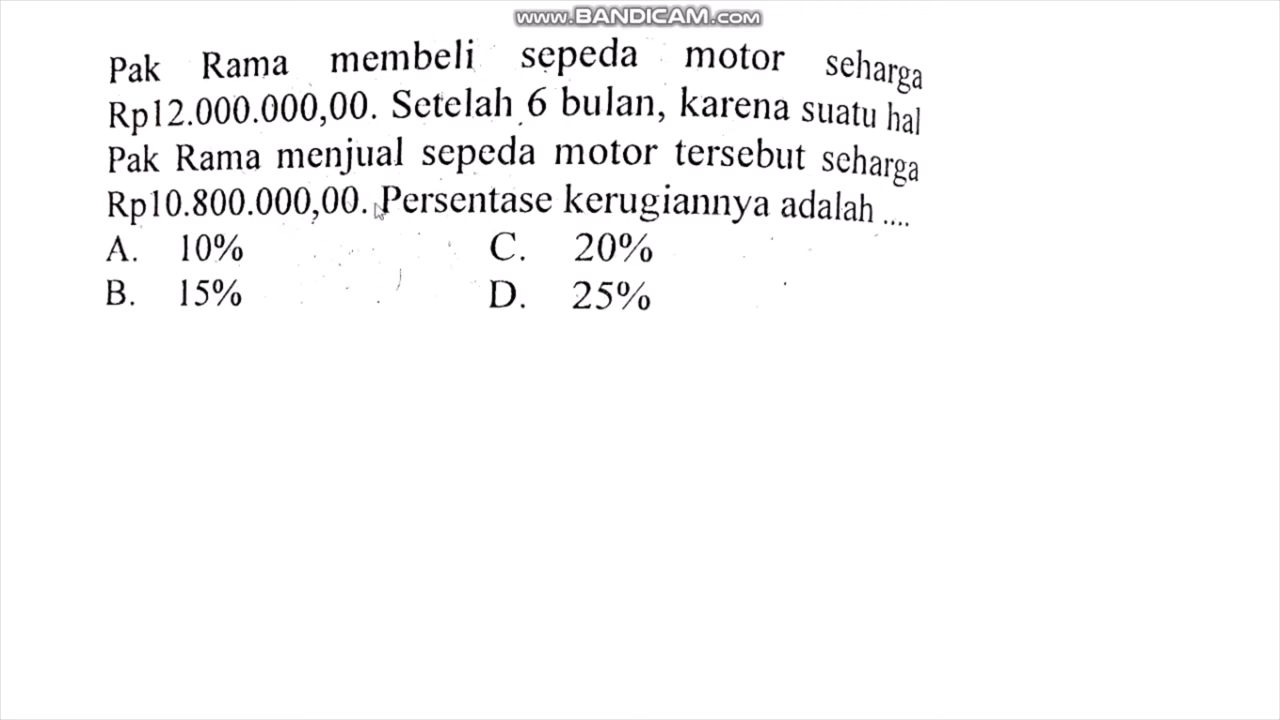 www.BANDICAM.com
Pak Rama membeli sepeda motor seharga
Rp12.000.000,00. Setelah 6 bulan, karena suatu hal
Pak Rama menjual sepeda motor tersebut seharga
Rp10.800.000,00. Persentase kerugiannya adalah ....
A. 10% C. 20%
B. 15% D. 25%